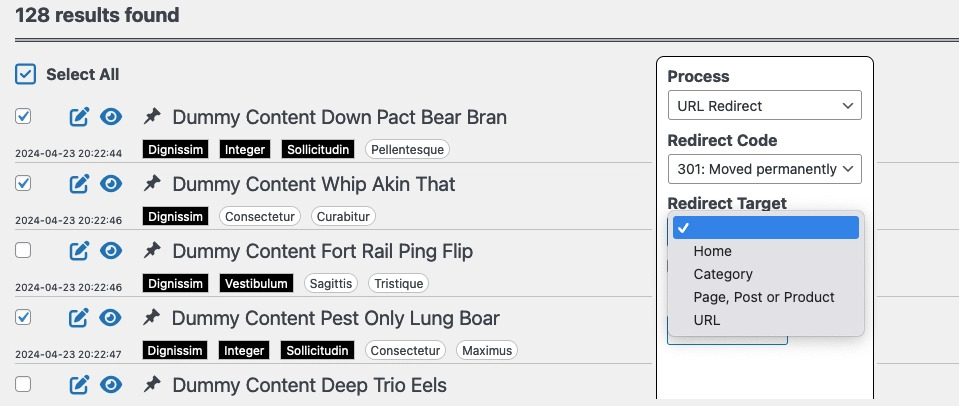 128 results found
Select All
Dummy Content Down Pact Bear Bran
2024-04-23 20:22:44 Dignissim Integer Sollicitudin Pellentesque
Dummy Content Whip Akin That
2024-04-23 20:22:46 Dignissim Consectetur Curabitur
Dummy Content Fort Rail Ping Flip
2024-04-23 20:22:46 Dignissim Vestibulum Sagittis Tristique
Dummy Content Pest Only Lung Boar
2024-04-23 20:22:47 Dignissim Integer Sollicitudin Consectetur Maximus
Dummy Content Deep Trio Eels
Process
URL Redirect
Redirect Code
301: Moved permanently
Redirect Target
Home
Category
Page, Post or Product
URL